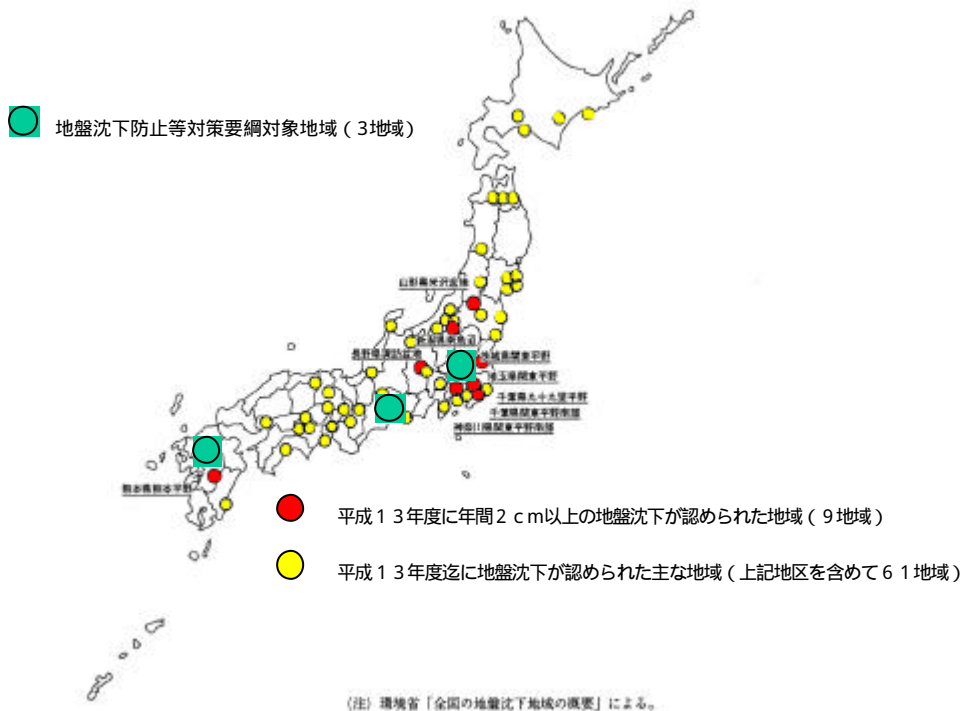 地盤沈下防止等対策要綱対象地域（3地域）
山形県米沢盆地
新潟県南魚沼
長野県諏訪盆地
茨城県関東平野
埼玉県関東平野
千葉県九十九里平野
千葉県関東平野南部
神奈川県関東平野南部
熊本県熊本平野
平成１３年度に年間２ｃｍ以上の地盤沈下が認められた地域（９地域）
平成１３年度迄に地盤沈下が認められた主な地域（上記地区を含めて６１地域）
（注）環境省「全国の地盤沈下地域の概要」による。